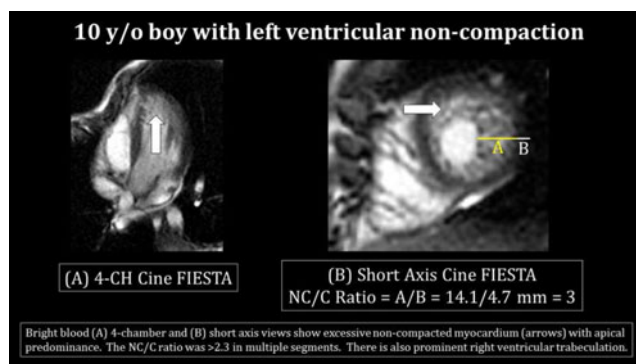 10 y/o boy with left ventricular non-compaction
A
B
(A) 4-CH Cine FIESTA
(B) Short Axis Cine FIESTA
NC/C Ratio = A/B = 14.1/4.7 mm = 3
Bright blood (A) 4-chamber and (B) short axis views show excessive non-compacted myocardium (arrows) with apical
predominance. The NC/C ratio was >2.3 in multiple segments. There is also prominent right ventricular trabeculation.